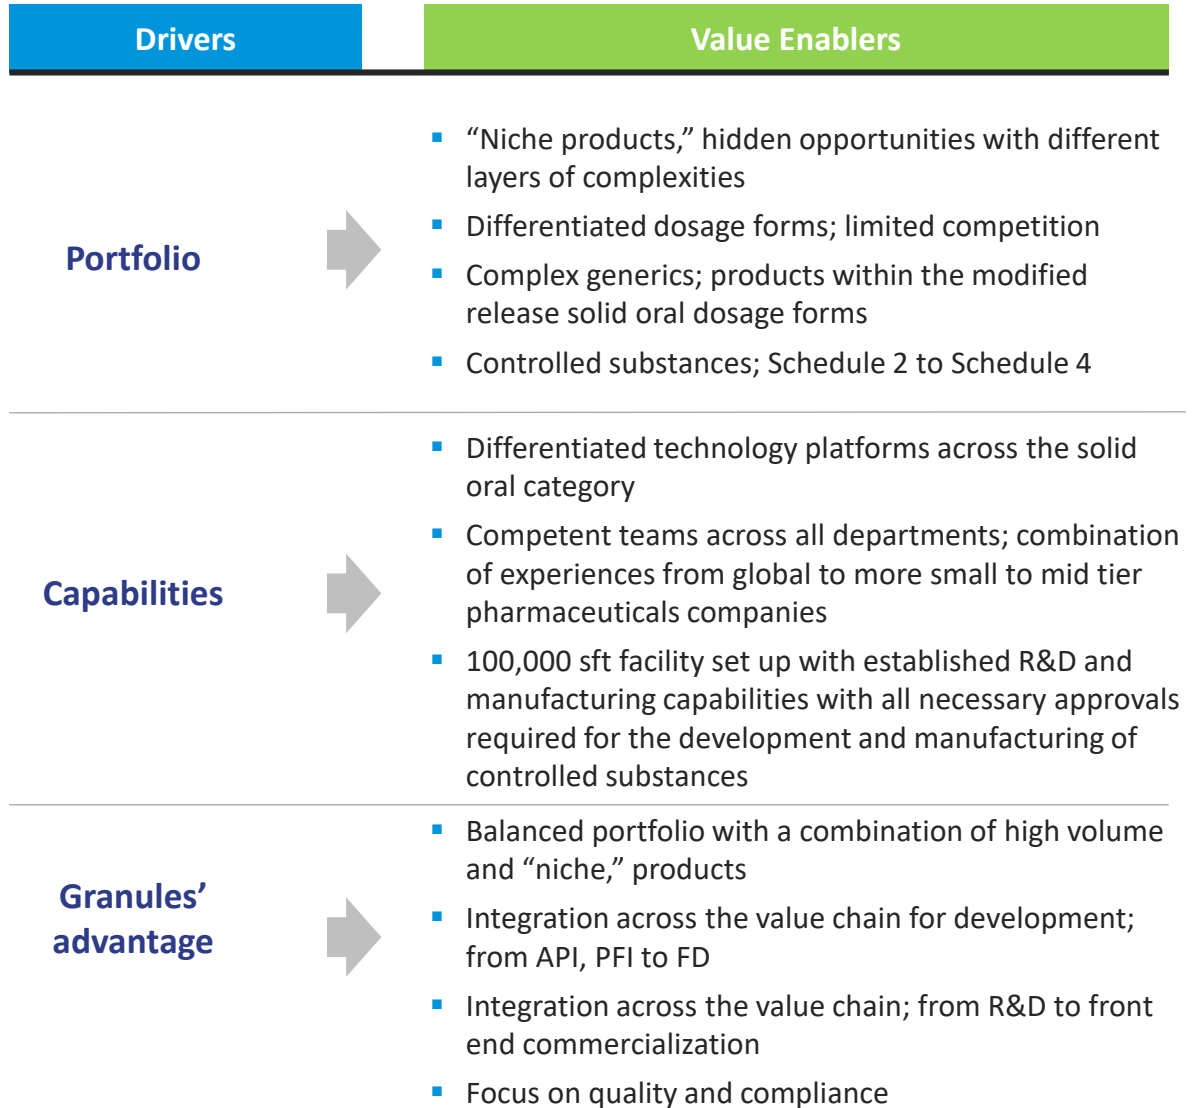 Drivers
Value Enablers
Portfolio
▪ “Niche products,” hidden opportunities with different
layers of complexities
▪ Differentiated dosage forms; limited competition
▪ Complex generics; products within the modified
release solid oral dosage forms
▪ Controlled substances; Schedule 2 to Schedule 4
Capabilities
▪ Differentiated technology platforms across the solid
oral category
▪ Competent teams across all departments; combination
of experiences from global to more small to mid tier
pharmaceuticals companies
▪ 100,000 sft facility set up with established R&D and
manufacturing capabilities with all necessary approvals
required for the development and manufacturing of
controlled substances
Granules’
advantage
▪ Balanced portfolio with a combination of high volume
and “niche,” products
▪ Integration across the value chain for development;
from API, PFI to FD
▪ Integration across the value chain; from R&D to front
end commercialization
▪ Focus on quality and compliance